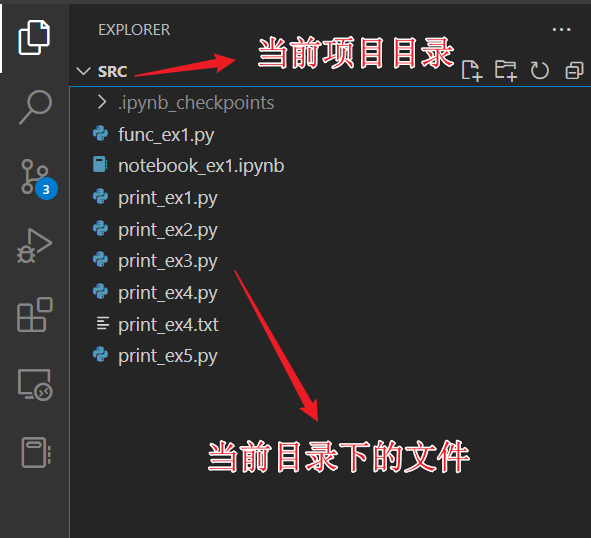 EXPLORER
SRC
当前项目目录
.ipynb_checkpoints
func_ex1.py
notebook_ex1.ipynb
print_ex1.py
3
print_ex2.py
print_ex3.py
print_ex4.py
print_ex4.txt
print_ex5.py
当前目录下的文件